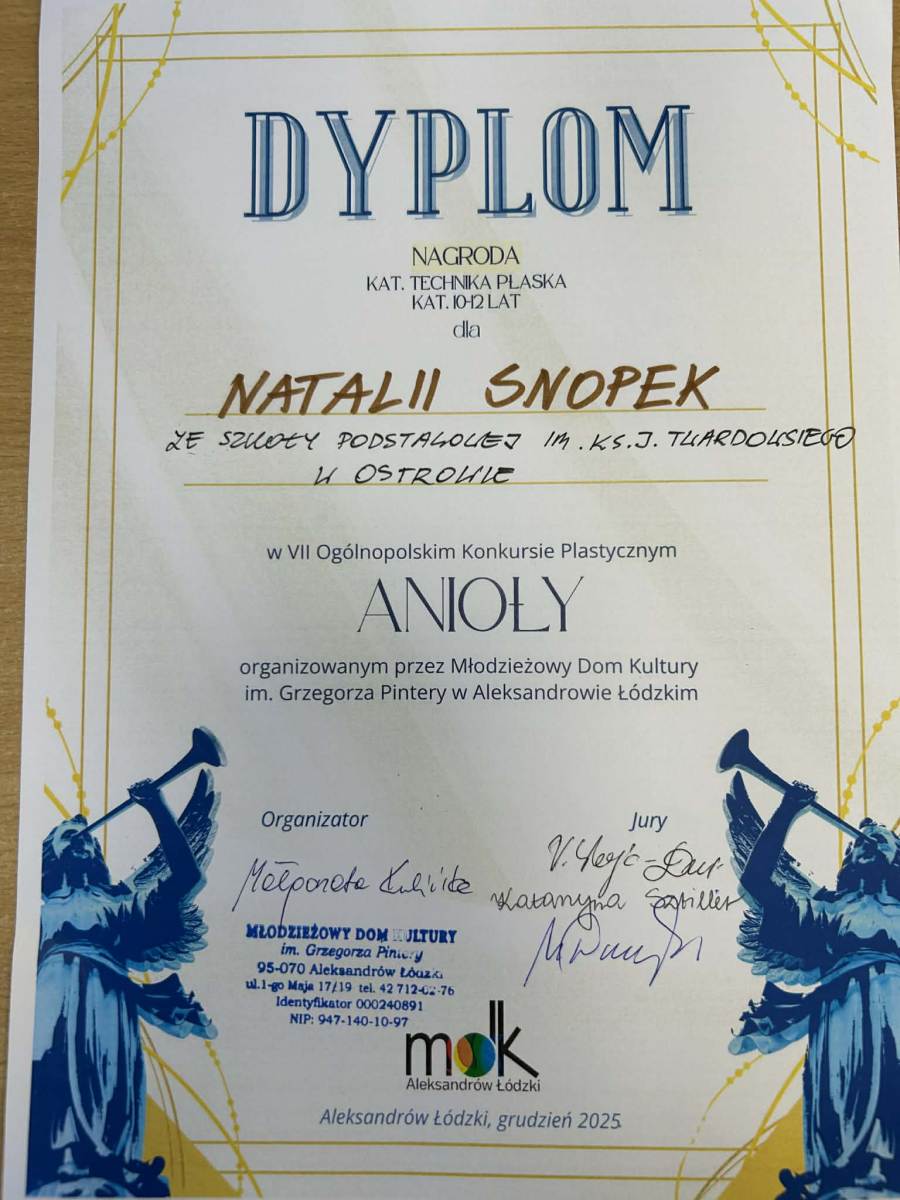 DYPLOM
NAGRODA
KAT. TECHNIKA PŁASKA
KAT. 10-12 LAT
dla
NATALII SNOPEK
ZE SZKOŁY PODSTAWOWEJ IM. KS. J. TWARDOWSKIEGO
W OSTROWIE
w VII Ogólnopolskim Konkursie Plastycznym
ANIOŁY
organizowanym przez Młodzieżowy Dom Kultury
im. Grzegorza Pintery w Aleksandrowie Łódzkim
Organizator
Jury
Małgorzata
Katarzyna
MŁODZIEŻOWY DOM KULTURY
im. Grzegorza Pintery
95-070 Aleksandrów Łódzki
ul.1-go Maja 17/19 tel. 42 712-02-76
Identyfikator 000240891
NIP: 947-140-10-97
mdk
Aleksandrów Łódzki
Aleksandrów Łódzki, grudzień 2025